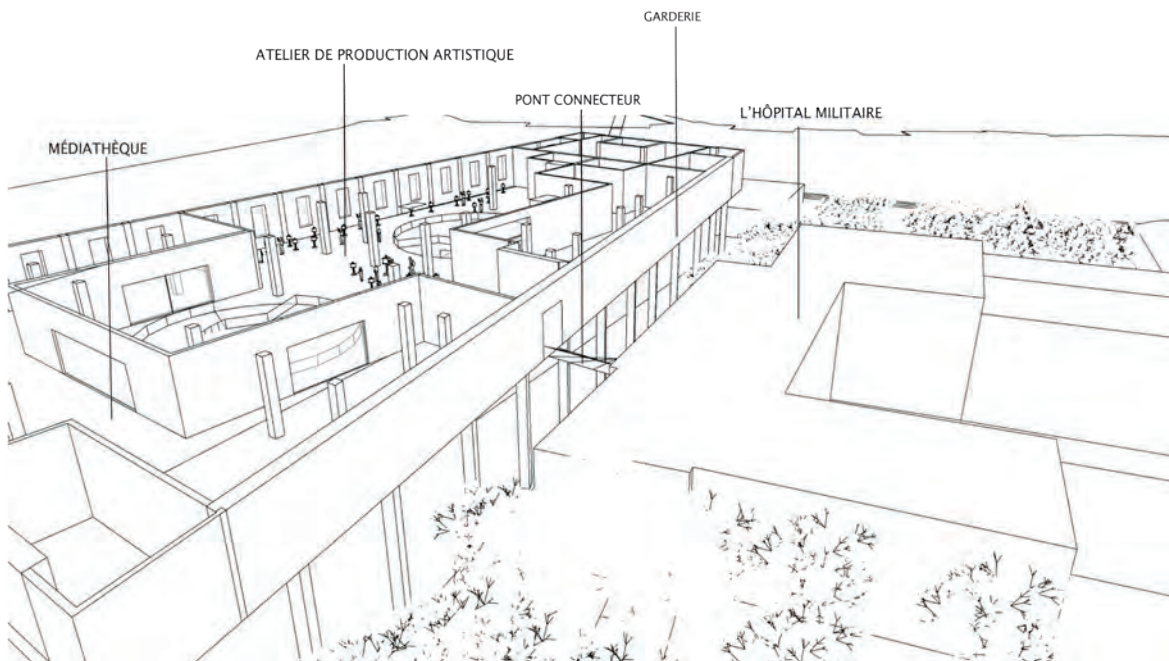 GARDERIE
ATELIER DE PRODUCTION ARTISTIQUE
PONT CONNECTEUR
L'HÔPITAL MILITAIRE
MÉDIATHÈQUE